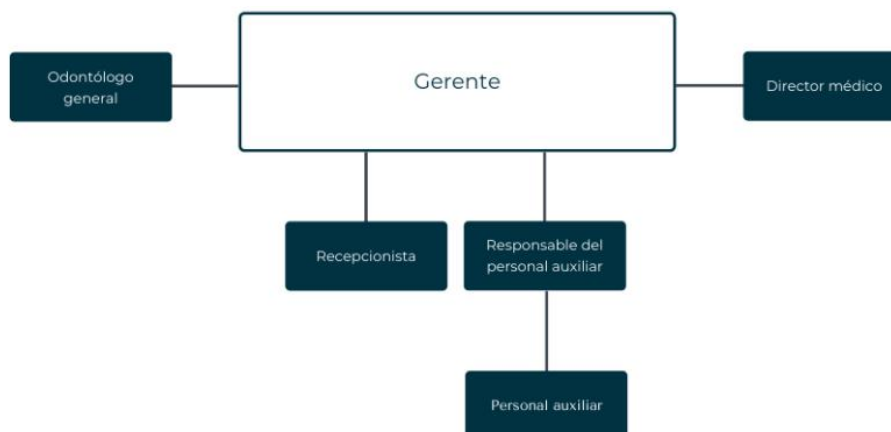 Gerente
Odontólogo
general
Director médico
Recepcionista
Responsable del
personal auxiliar
Personal auxiliar